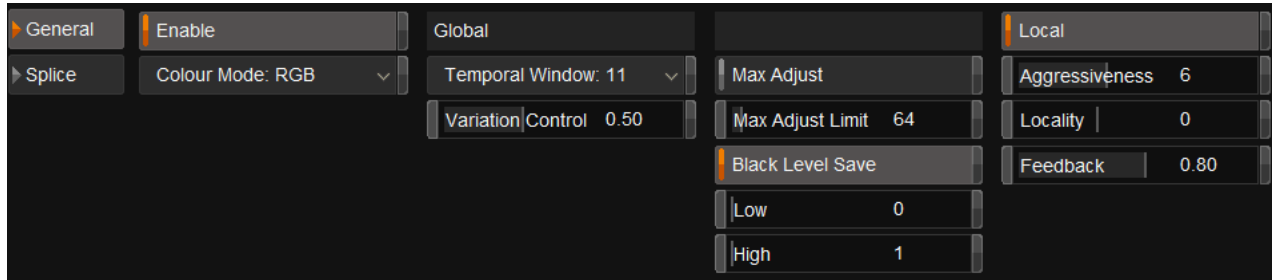 General
Enable
Global
Local
Splice
Colour Mode: RGB
Temporal Window: 11
Max Adjust
Aggressiveness 6
Variation Control 0.50
Max Adjust Limit 64
Locality 0
Black Level Save
Feedback 0.80
Low 0
High 1